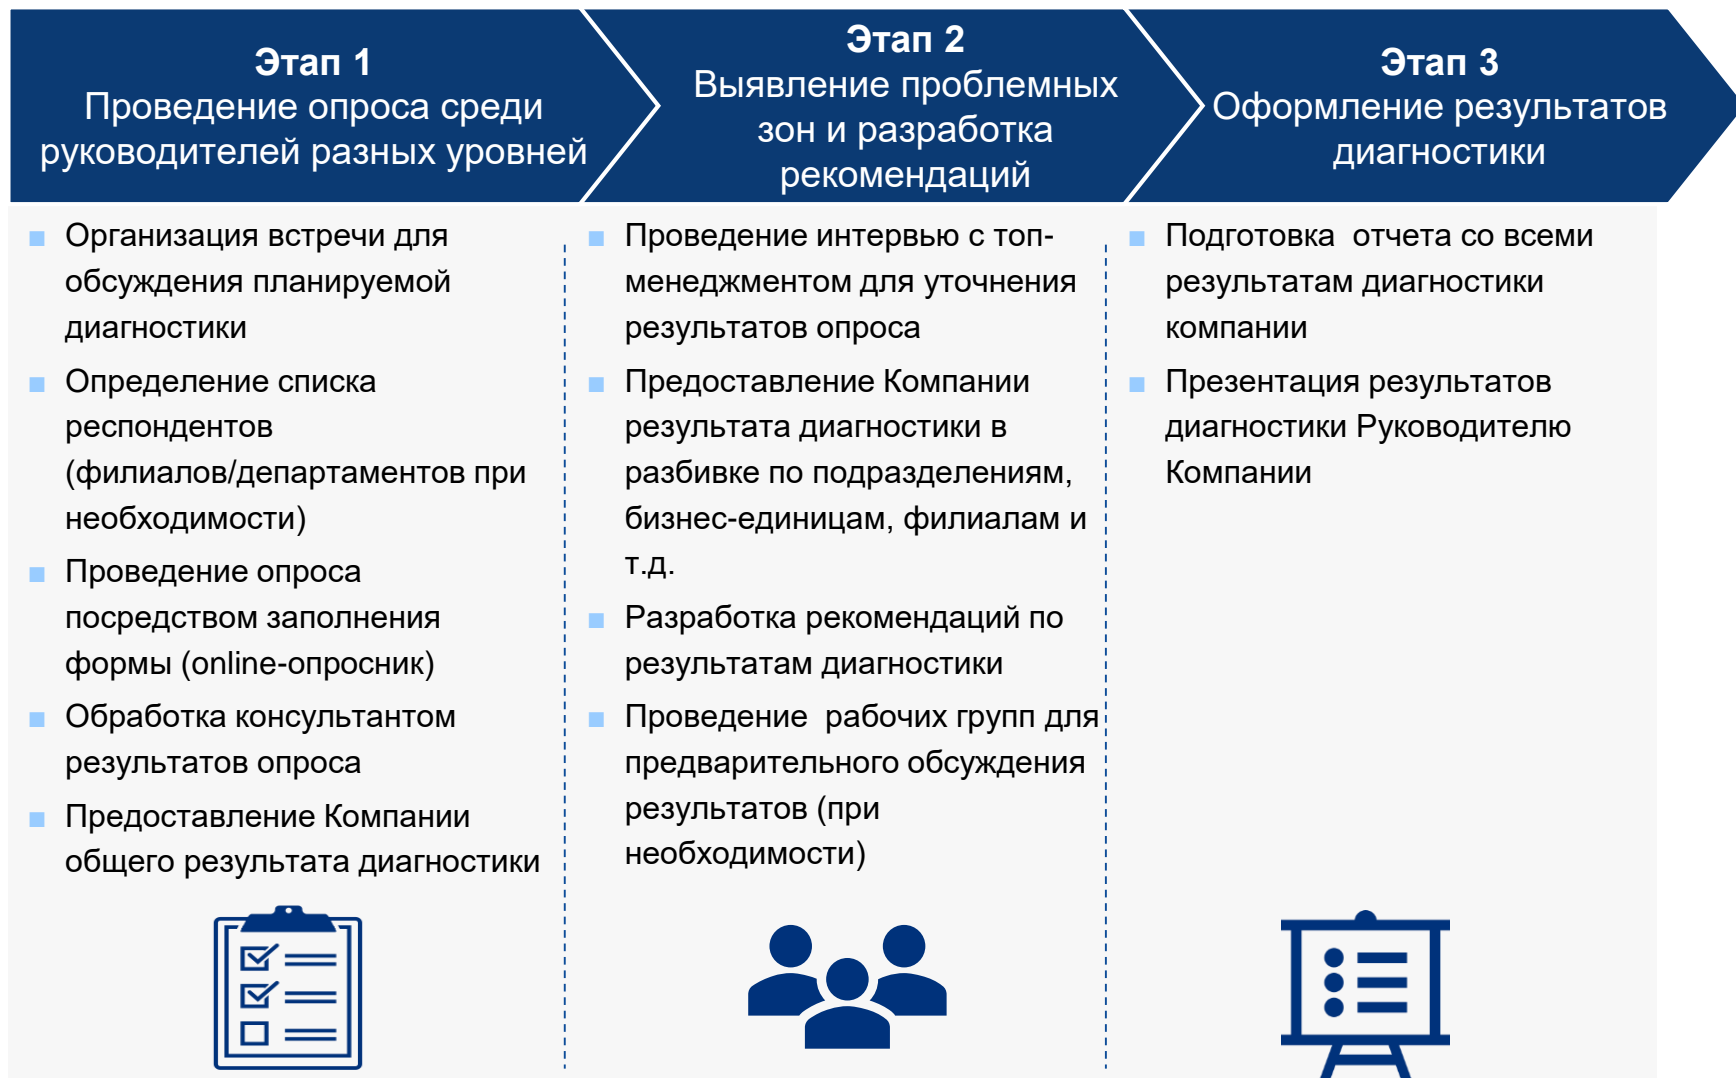 Этап 1
Проведение опроса среди
руководителей разных уровней
Этап 2
Выявление проблемных
зон и разработка
рекомендаций
Этап 3
Оформление результатов
диагностики
Организация встречи для
обсуждения планируемой
диагностики
Определение списка
респондентов
(филиалов/департаментов при
необходимости)
Проведение опроса
посредством заполнения
формы (online-опросник)
Обработка консультантом
результатов опроса
Предоставление Компании
общего результата диагностики
Проведение интервью с топ-
менеджментом для уточнения
результатов опроса
Предоставление Компании
результата диагностики в
разбивке по подразделениям,
бизнес-единицам, филиалам и
т.д.
Разработка рекомендаций по
результатам диагностики
Проведение  рабочих групп для
предварительного обсуждения
результатов (при
необходимости)
Подготовка  отчета со всеми
результатам диагностики
компании
Презентация результатов
диагностики Руководителю
Компании